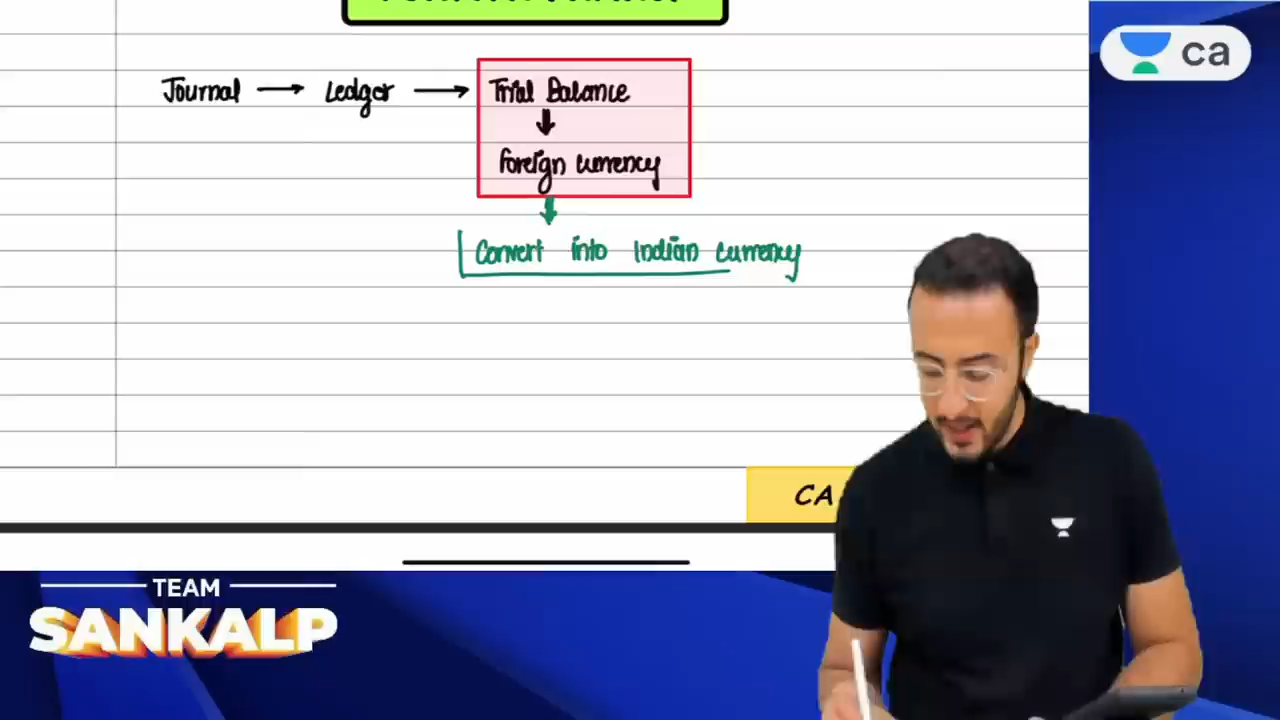 Journal → Ledger → Trial Balance
↓
Foreign currency
↓
Convert into Indian currency
ca
CA
TEAM
SANKALP